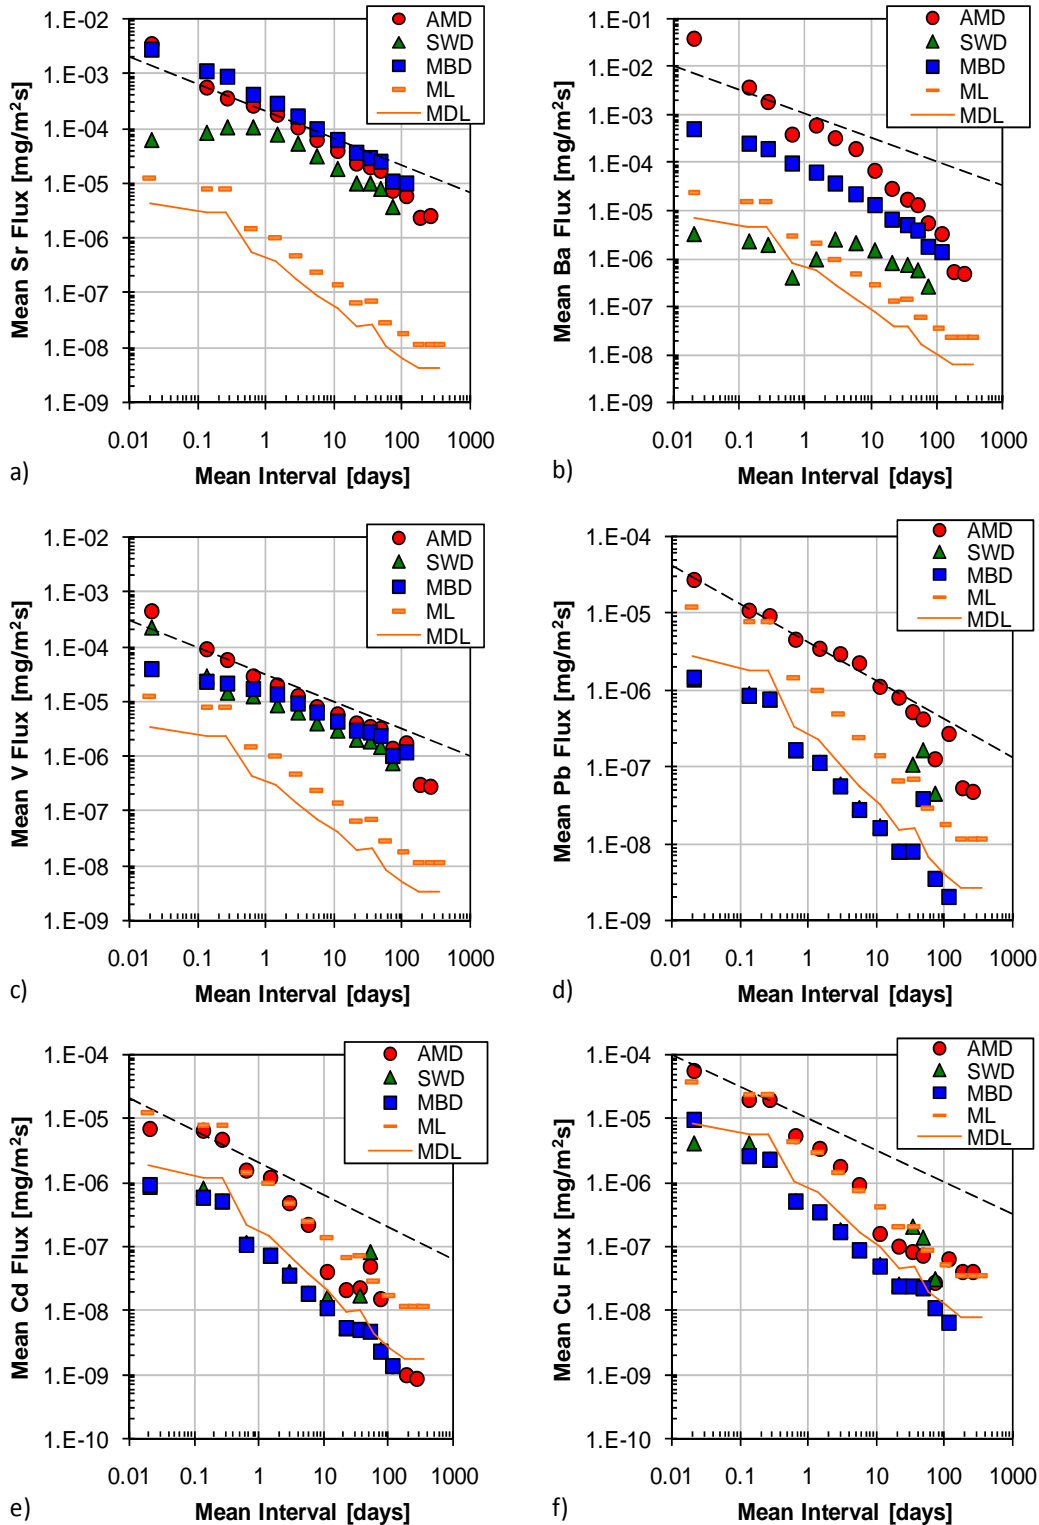 1.E-02
1.E-03
1.E-04
1.E-05
1.E-06
1.E-07
1.E-08
1.E-09
0.01 0.1 1 10 100 1000
Mean Sr Flux [mg/m²s]
Mean Interval [days]
AMD
SWD
MBD
ML
MDL
a)
1.E-01
1.E-02
1.E-03
1.E-04
1.E-05
1.E-06
1.E-07
1.E-08
1.E-09
0.01 0.1 1 10 100 1000
Mean Ba Flux [mg/m²s]
Mean Interval [days]
AMD
SWD
MBD
ML
MDL
b)
1.E-02
1.E-03
1.E-04
1.E-05
1.E-06
1.E-07
1.E-08
1.E-09
0.01 0.1 1 10 100 1000
Mean V Flux [mg/m²s]
Mean Interval [days]
AMD
SWD
MBD
ML
MDL
c)
1.E-04
1.E-05
1.E-06
1.E-07
1.E-08
1.E-09
0.01 0.1 1 10 100 1000
Mean Pb Flux [mg/m²s]
Mean Interval [days]
AMD
SWD
MBD
ML
MDL
d)
1.E-04
1.E-05
1.E-06
1.E-07
1.E-08
1.E-09
1.E-10
0.01 0.1 1 10 100 1000
Mean Cd Flux [mg/m²s]
Mean Interval [days]
AMD
SWD
MBD
ML
MDL
e)
1.E-04
1.E-05
1.E-06
1.E-07
1.E-08
1.E-09
0.01 0.1 1 10 100 1000
Mean Cu Flux [mg/m²s]
Mean Interval [days]
AMD
SWD
MBD
ML
MDL
f)